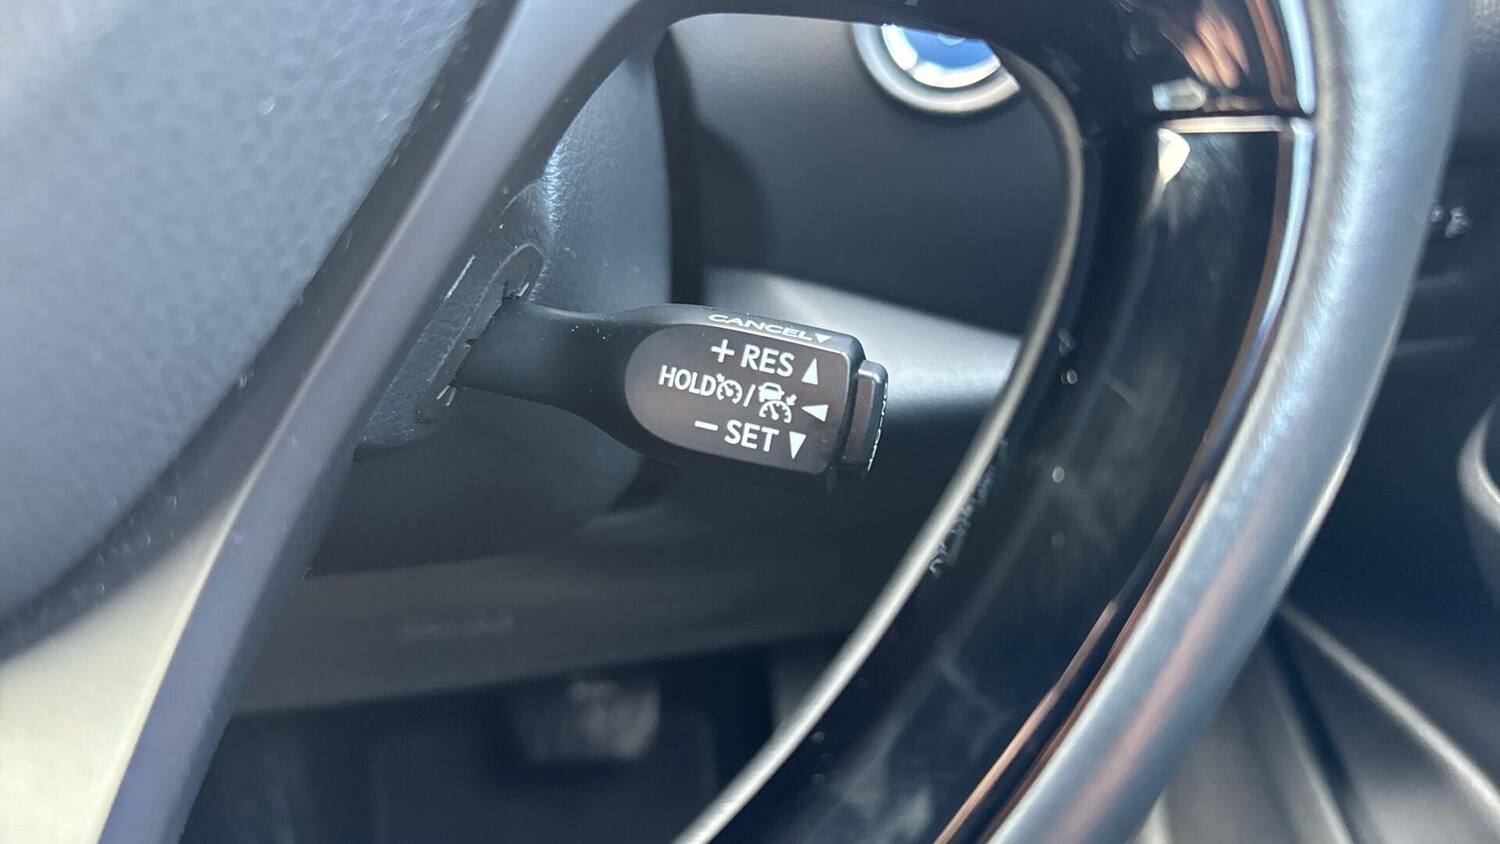 CANCEL▼
+ RES ▲
HOLD / ◀
− SET ▼